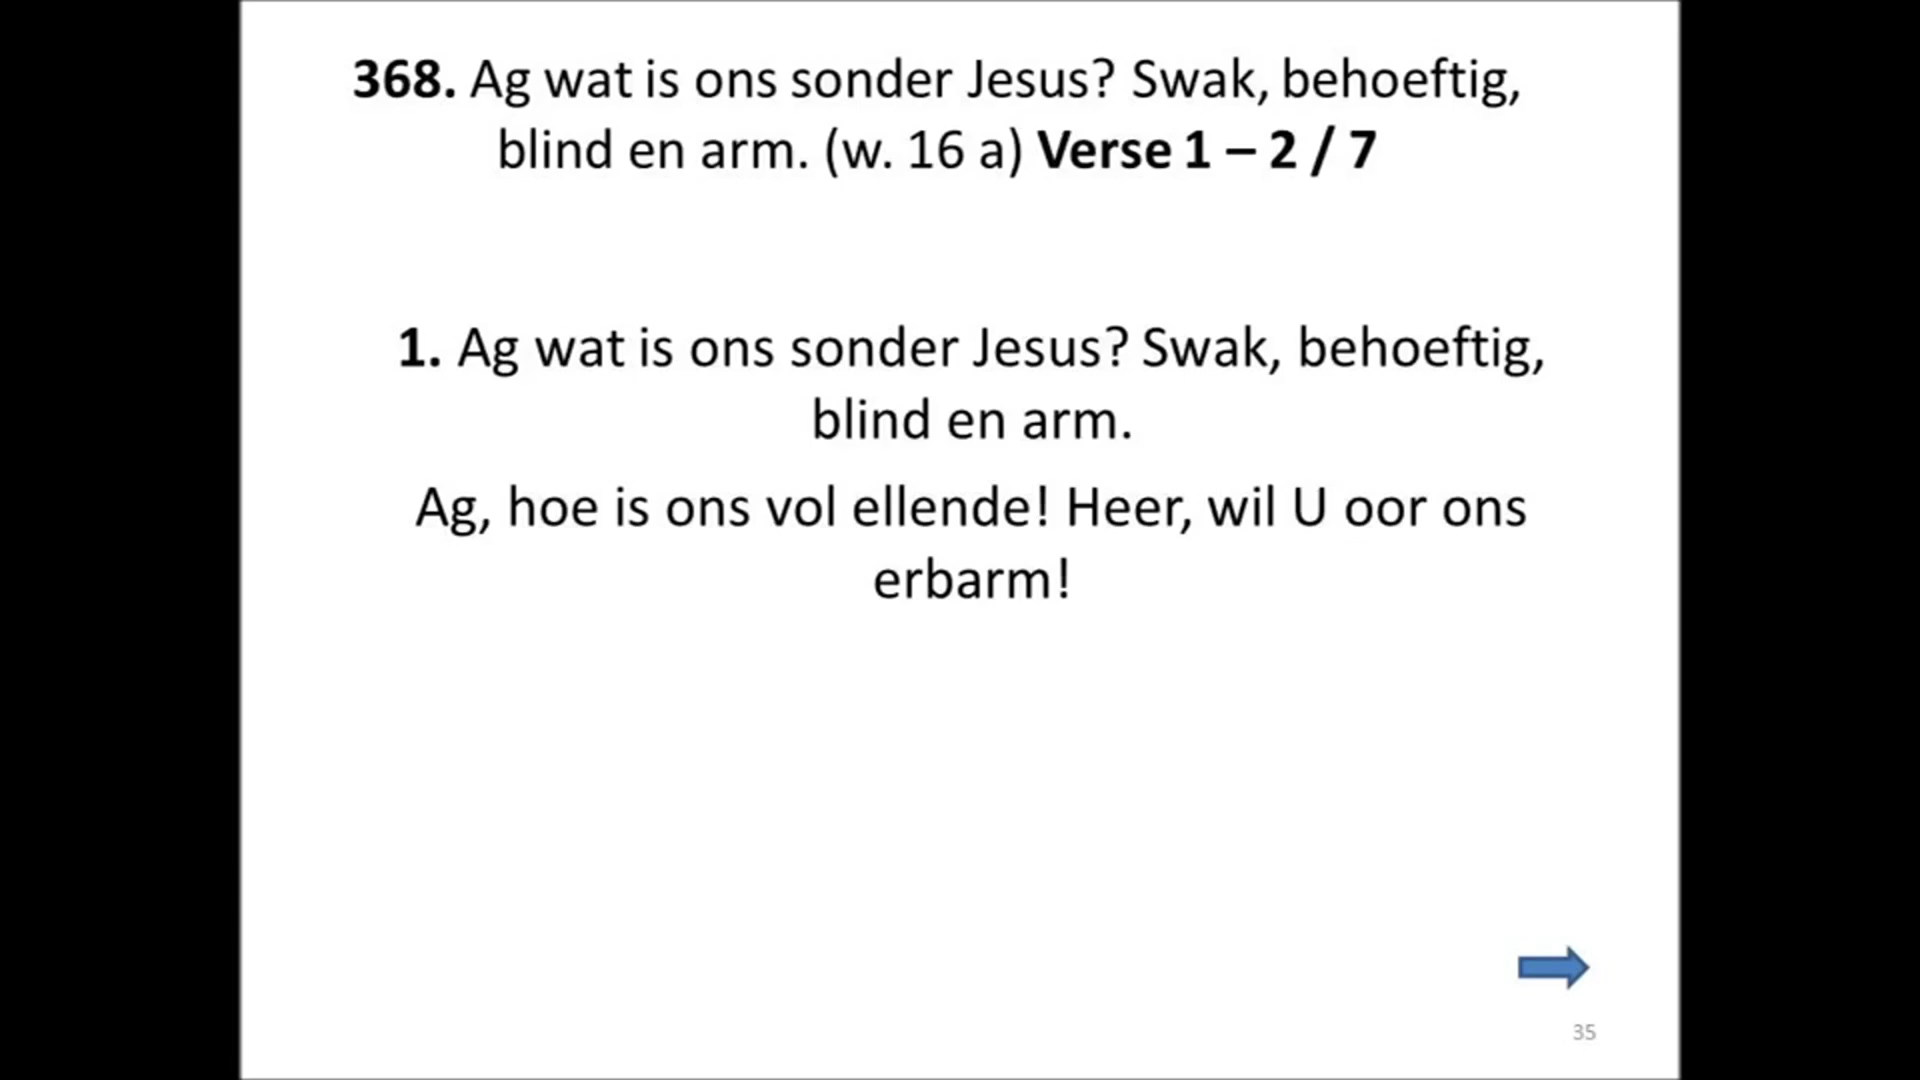 368. Ag wat is ons sonder Jesus? Swak, behoeftig,
blind en arm. (w. 16 a) Verse 1 – 2 / 7
1. Ag wat is ons sonder Jesus? Swak, behoeftig,
blind en arm.
Ag, hoe is ons vol ellende! Heer, wil U oor ons
erbarm!
35